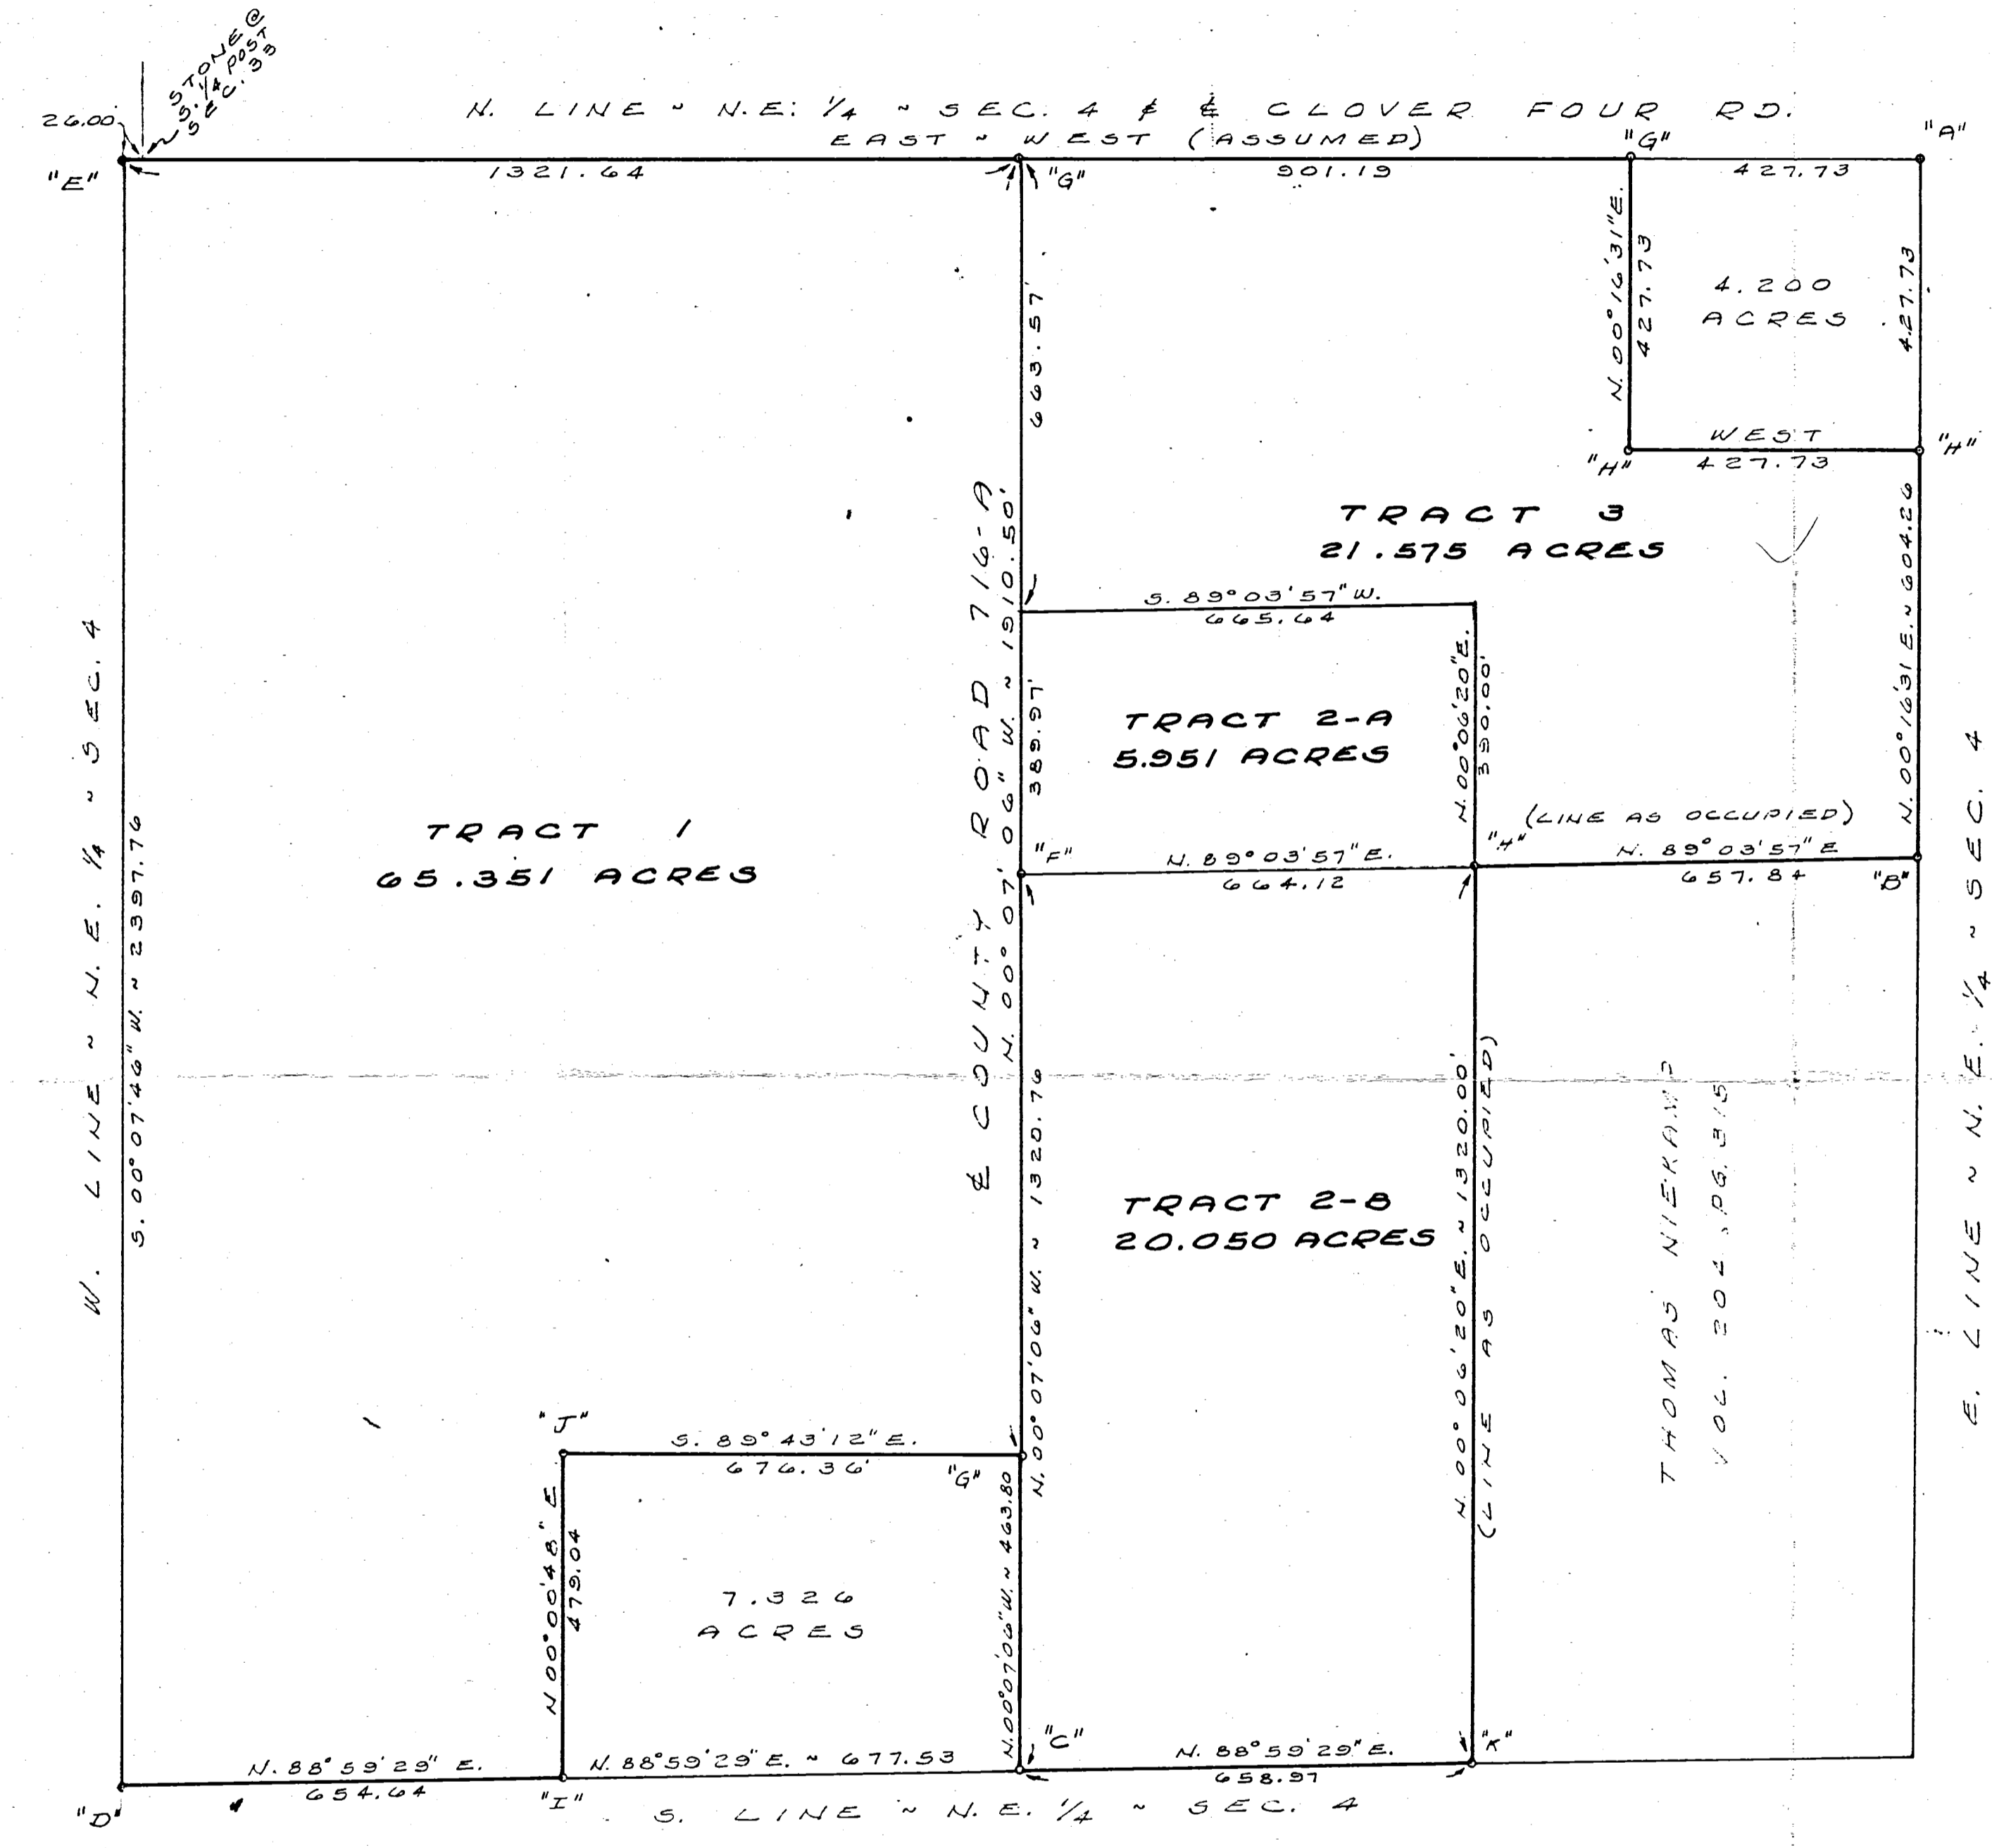 STONE @
S. 1/4 POST
SEC. 33
26.00
N. LINE ~ N.E. 1/4 ~ SEC. 4 & ℄ CLOVER FOUR RD.
EAST ~ WEST (ASSUMED)
"E"
1321.64
"G"
901.19
"G"
427.73
"A"
663.57'
N. 00°16'31"E.
427.73
4.200
ACRES
427.73
WEST
427.73
"H"
"H"
TRACT 3
21.575 ACRES
N. 00°16'31 E. ~ 604.26
S. 89°03'57" W.
665.64
W. LINE ~ N.E. 1/4 ~ SEC. 4
S. 00°07'46" W. ~ 2397.76
TRACT 1
65.351 ACRES
℄ COUNTY ROAD 716-A
N. 00°07'06" W. ~ 1910.50'
389.97'
TRACT 2-A
5.951 ACRES
N. 00°06'20" E.
390.00'
(LINE AS OCCUPIED)
"F"
N. 89°03'57" E.
664.12
"H"
N. 89°03'57" E
657.84
"B"
E. LINE ~ N.E. 1/4 ~ SEC. 4
N. 00°07'06" W. ~ 1320.76
TRACT 2-B
20.050 ACRES
N. 00°06'20" E. ~ 1320.00'
(LINE AS OCCUPIED)
THOMAS NIEKAMP
VOL. PG. 315
"J"
S. 89°43'12" E.
676.36'
"G"
N 00°00'48" E
479.04
7.326
ACRES
N. 00°07'06" W. ~ 463.80
"C"
"K"
N. 88°59'29" E.
654.64
N. 88°59'29" E. ~ 677.53
N. 88°59'29" E.
658.97
"D"
"I"
S. LINE ~ N.E. 1/4 ~ SEC. 4